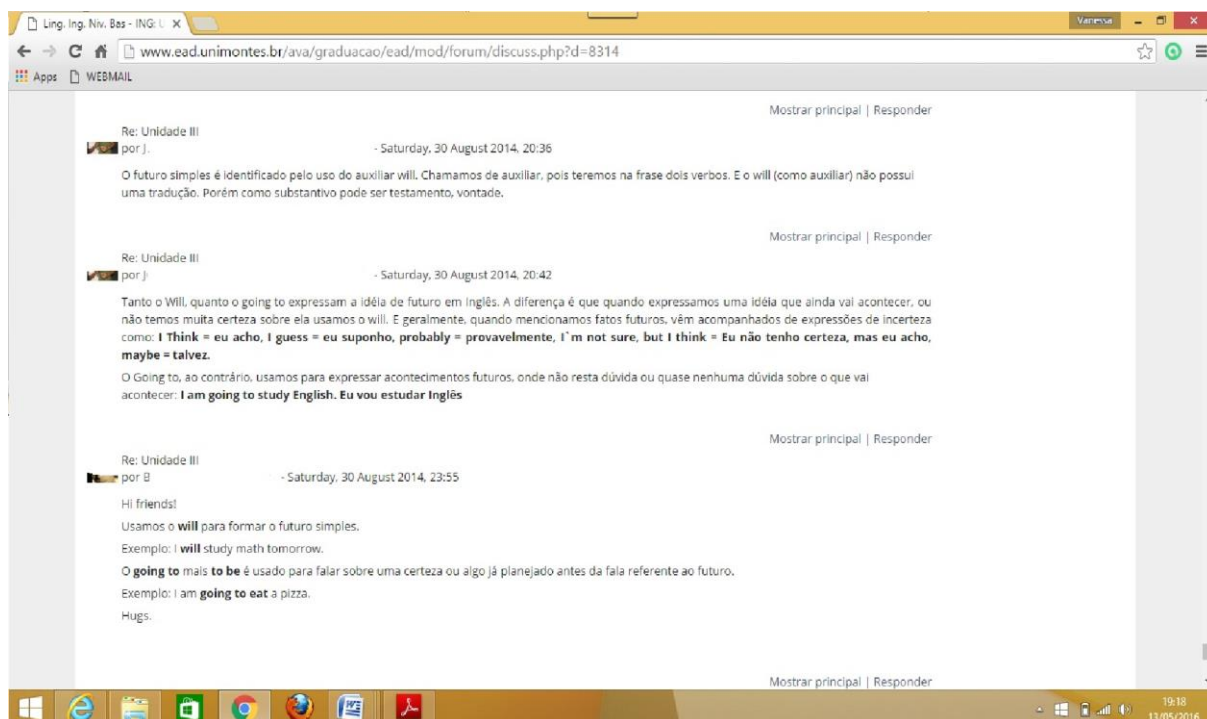 Ling. Ing. Niv. Bas - ING: U
Vanessa
www.ead.unimontes.br/ava/graduacao/ead/mod/forum/discuss.php?d=8314
Apps WEBMAIL
Mostrar principal | Responder
Re: Unidade III
por J. - Saturday, 30 August 2014, 20:36
O futuro simples é identificado pelo uso do auxiliar will. Chamamos de auxiliar, pois teremos na frase dois verbos. E o will (como auxiliar) não possui
uma tradução. Porém como substantivo pode ser testamento, vontade.
Mostrar principal | Responder
Re: Unidade III
por J - Saturday, 30 August 2014, 20:42
Tanto o Will, quanto o going to expressam a idéia de futuro em Inglês. A diferença é que quando expressamos uma idéia que ainda vai acontecer, ou
não temos muita certeza sobre ela usamos o will. E geralmente, quando mencionamos fatos futuros, vêm acompanhados de expressões de incerteza
como: I Think = eu acho, I guess = eu suponho, probably = provavelmente, I`m not sure, but I think = Eu não tenho certeza, mas eu acho,
maybe = talvez.
O Going to, ao contrário, usamos para expressar acontecimentos futuros, onde não resta dúvida ou quase nenhuma dúvida sobre o que vai
acontecer: I am going to study English. Eu vou estudar Inglês
Mostrar principal | Responder
Re: Unidade III
por B - Saturday, 30 August 2014, 23:55
Hi friends!
Usamos o will para formar o futuro simples.
Exemplo: I will study math tomorrow.
O going to mais to be é usado para falar sobre uma certeza ou algo já planejado antes da fala referente ao futuro.
Exemplo: I am going to eat a pizza.
Hugs.
Mostrar principal | Responder
19:18
13/05/2016